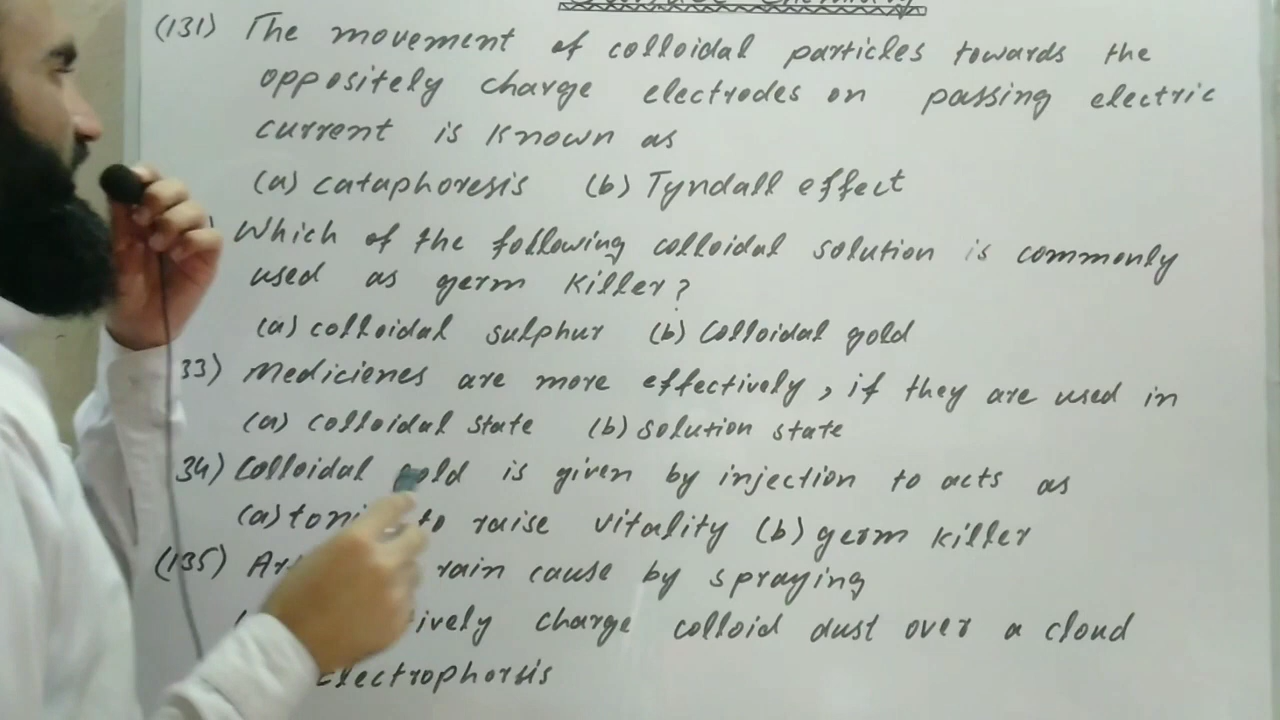 (131) The movement of colloidal particles towards the
oppositely charge electrodes on passing electric
current is known as
(a) cataphoresis (b) Tyndall effect
Which of the following colloidal solution is commonly
used as germ killer?
(a) colloidal sulphur (b) Colloidal gold
33) Medicienes are more effectively, if they are used in
(a) colloidal state (b) solution state
34) Colloidal gold is given by injection to acts as
(a) to raise vitality (b) germ killer
(135) rain cause by spraying
charge colloid dust over a cloud
electrophorsis